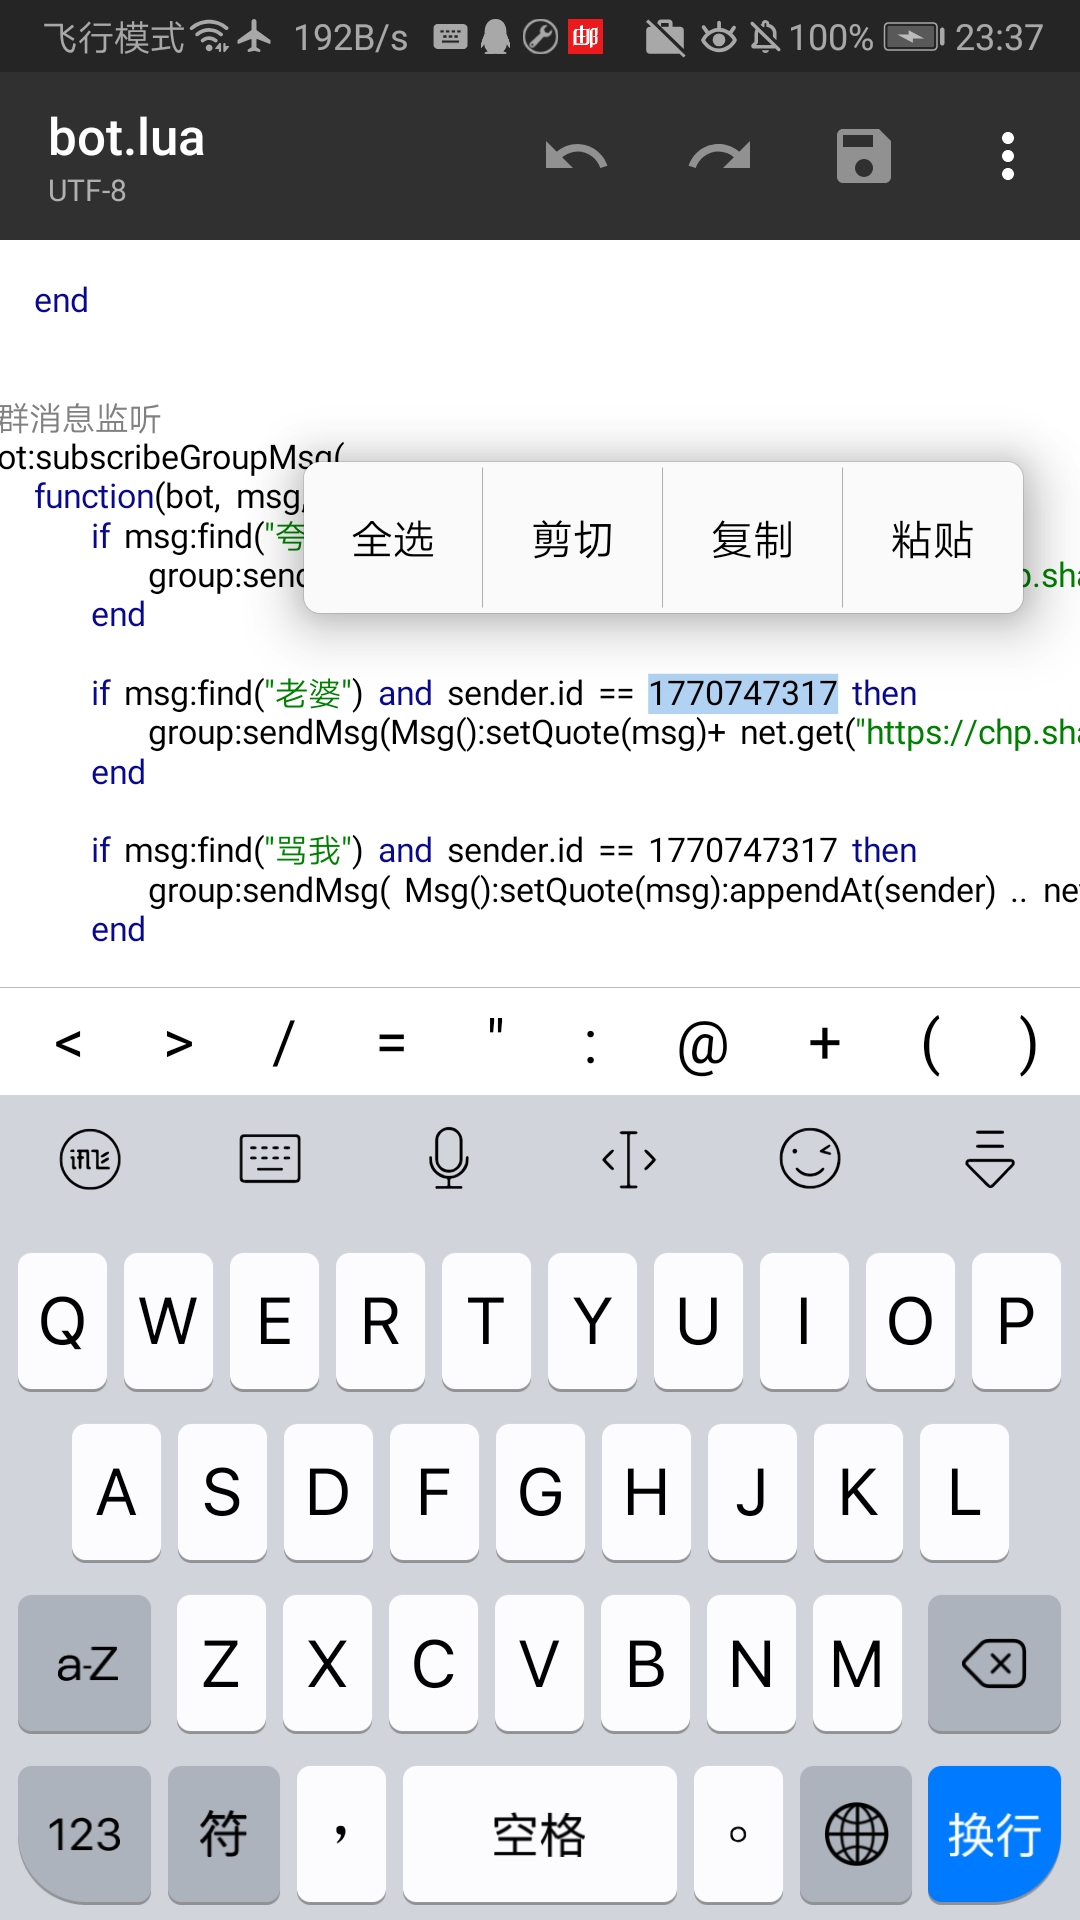 飞行模式 192B/s 邮 100% 23:37
bot.lua
UTF-8
end
群消息监听
ot:subscribeGroupMsg(
function(bot, msg,
if msg:find("夸
group:send p.sha
end
全选 剪切 复制 粘贴
if msg:find("老婆") and sender.id == 1770747317 then
group:sendMsg(Msg():setQuote(msg)+ net.get("https://chp.sha
end
if msg:find("骂我") and sender.id == 1770747317 then
group:sendMsg( Msg():setQuote(msg):appendAt(sender) .. net
end
< > / = " : @ + ( )
Q W E R T Y U I O P
A S D F G H J K L
a-Z Z X C V B N M
123 符 , 空格 。 换行